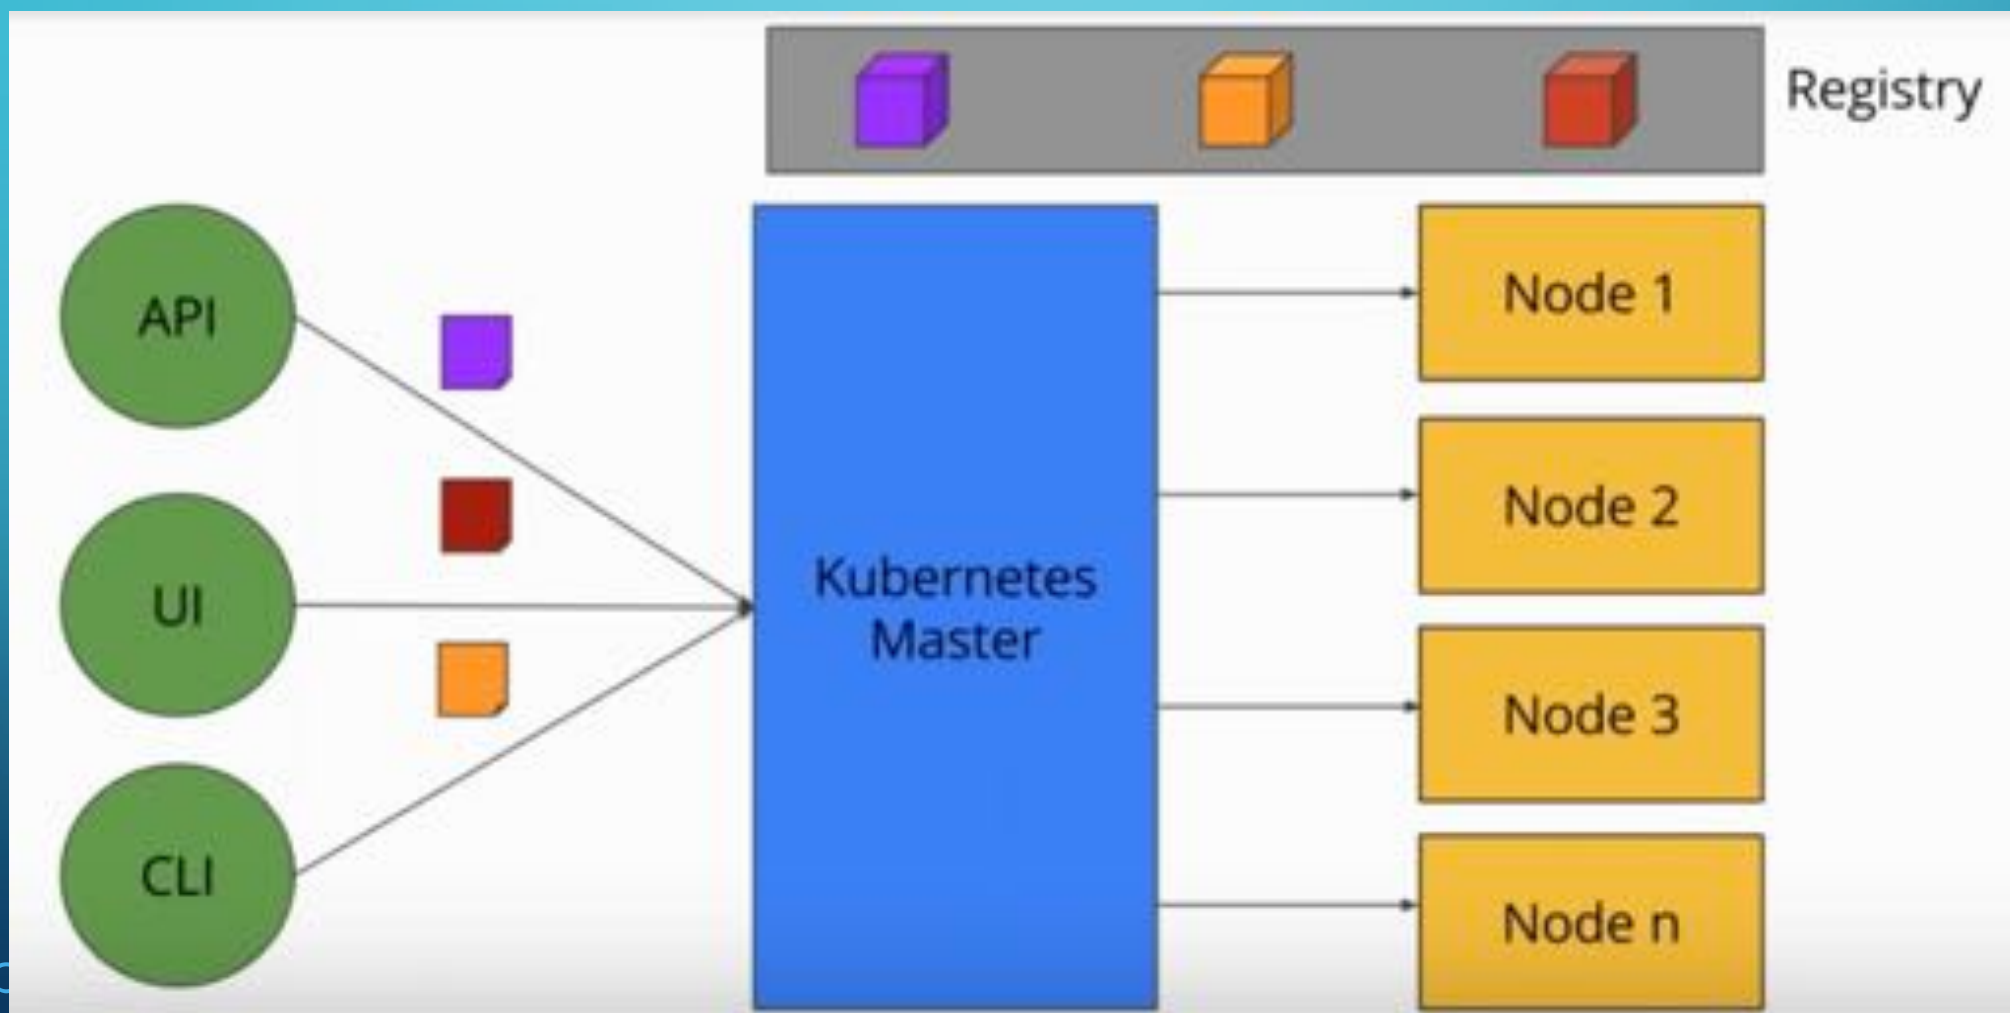 Registry
API
UI
CLI
Kubernetes
Master
Node 1
Node 2
Node 3
Node n